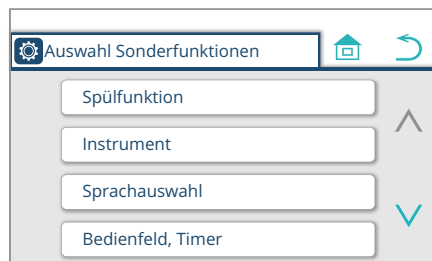 Auswahl Sonderfunktionen
Spülfunktion
Instrument
Sprachauswahl
Bedienfeld, Timer